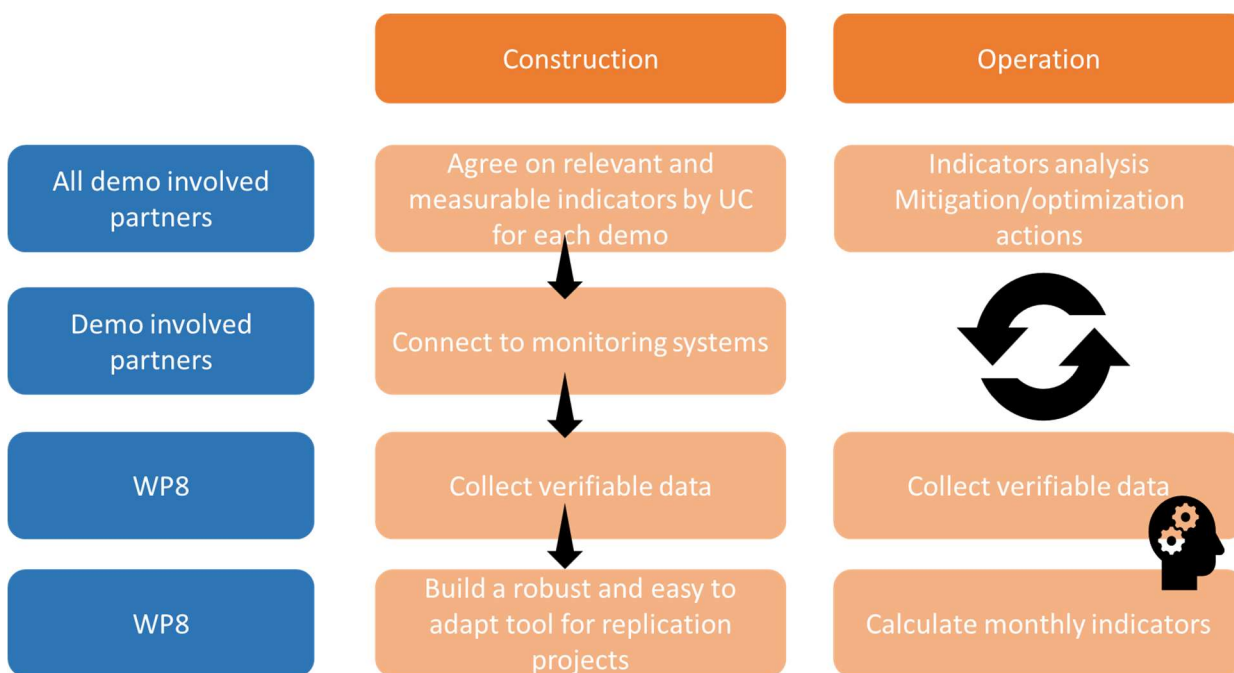 Construction
Operation
All demo involved
partners
Agree on relevant and
measurable indicators by UC
for each demo
Indicators analysis
Mitigation/optimization
actions
Demo involved
partners
Connect to monitoring systems
WP8
Collect verifiable data
Collect verifiable data
WP8
Build a robust and easy to
adapt tool for replication
projects
Calculate monthly indicators